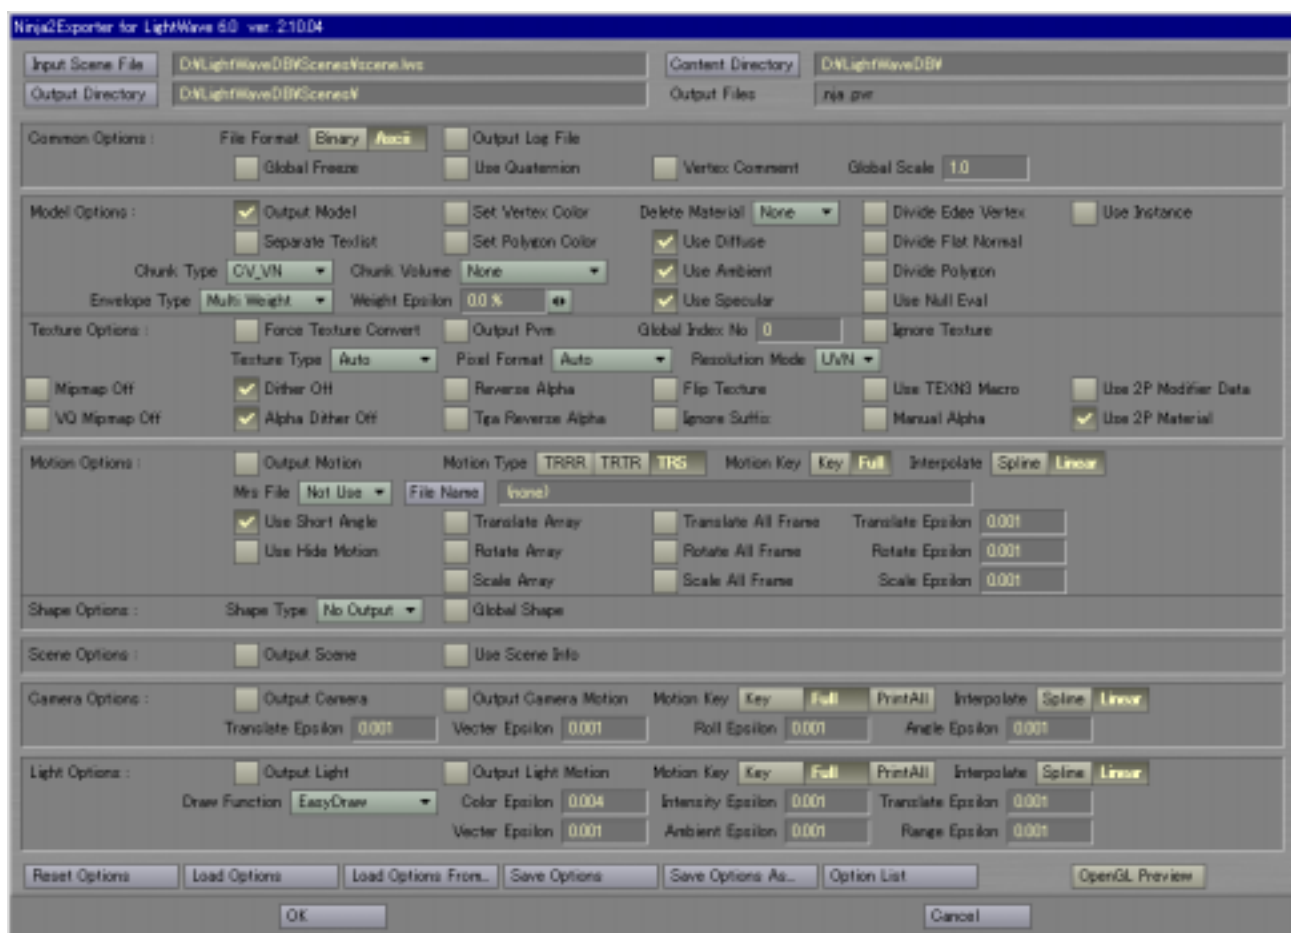 Ninja2Exporter for LightWave 6.0 ver. 2.10.04
Input Scene File D:¥LightWaveDB¥Scenes¥scene.lws Content Directory D:¥LightWaveDB¥
Output Directory D:¥LightWaveDB¥Scenes¥ Output Files .nja .pvr
Common Options : File Format Binary Ascii Output Log File
Global Freeze Use Quaternion Vertex Comment Global Scale 1.0
Model Options : Output Model Set Vertex Color Delete Material None Divide Edge Vertex Use Instance
Separate Texlist Set Polygon Color Use Diffuse Divide Flat Normal
Chunk Type CV_VN Chunk Volume None Use Ambient Divide Polygon
Envelope Type Multi Weight Weight Epsilon 0.0 % Use Specular Use Null Eval
Texture Options : Force Texture Convert Output Pvm Global Index No 0 Ignore Texture
Texture Type Auto Pixel Format Auto Resolution Mode UVN
Mipmap Off Dither Off Reverse Alpha Flip Texture Use TEXN3 Macro Use 2P Modifier Data
VQ Mipmap Off Alpha Dither Off Tga Reverse Alpha Ignore Suffix Manual Alpha Use 2P Material
Motion Options : Output Motion Motion Type TRRR TRTR TRS Motion Key Key Full Interpolate Spline Linear
Mrs File Not Use File Name (none)
Use Short Angle Translate Array Translate All Frame Translate Epsilon 0.001
Use Hide Motion Rotate Array Rotate All Frame Rotate Epsilon 0.001
Scale Array Scale All Frame Scale Epsilon 0.001
Shape Options : Shape Type No Output Global Shape
Scene Options : Output Scene Use Scene Info
Camera Options : Output Camera Output Camera Motion Motion Key Key Full PrintAll Interpolate Spline Linear
Translate Epsilon 0.001 Vecter Epsilon 0.001 Roll Epsilon 0.001 Angle Epsilon 0.001
Light Options : Output Light Output Light Motion Motion Key Key Full PrintAll Interpolate Spline Linear
Draw Function EasyDraw Color Epsilon 0.004 Intensity Epsilon 0.001 Translate Epsilon 0.001
Vecter Epsilon 0.001 Ambient Epsilon 0.001 Range Epsilon 0.001
Reset Options Load Options Load Options From... Save Options Save Options As... Option List OpenGL Preview
OK Cancel